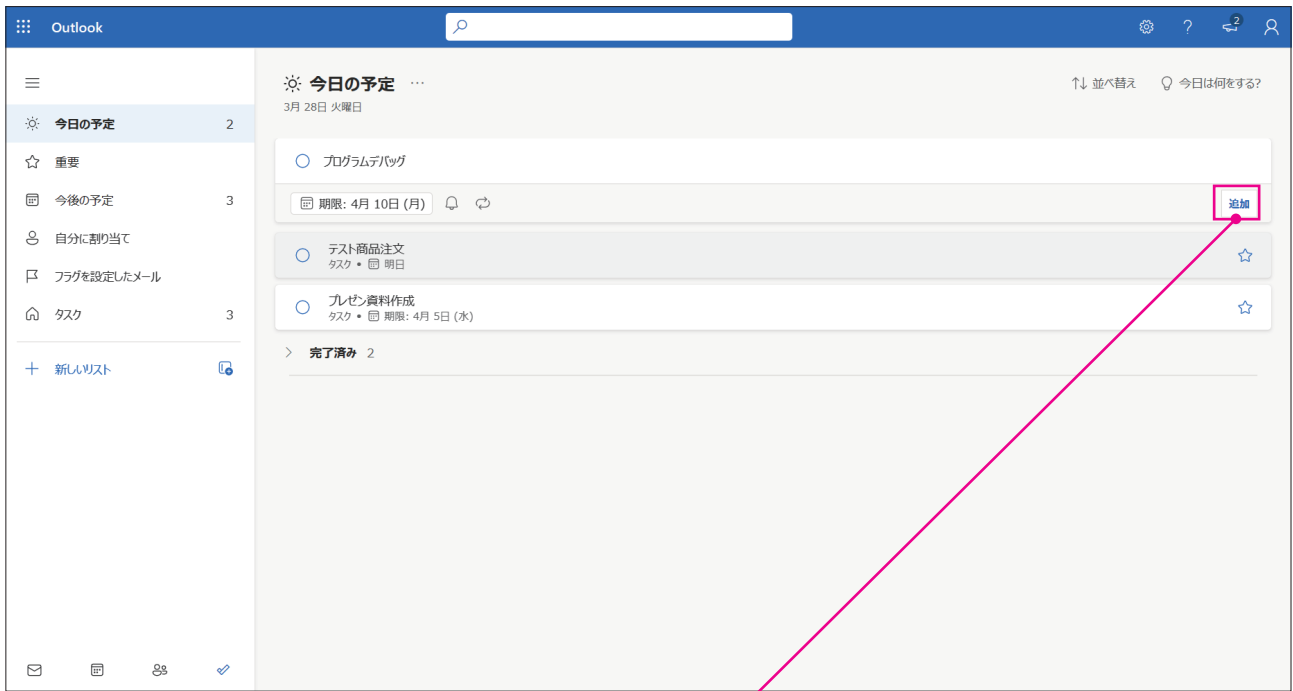 Outlook
2
今日の予定 2
重要
今後の予定 3
自分に割り当て
フラグを設定したメール
タスク 3
新しいリスト
今日の予定 …
3月 28日 火曜日
↑↓ 並べ替え 今日は何をする?
プログラムデバッグ
期限: 4月 10日 (月)
追加
テスト商品注文
タスク • 明日
プレゼン資料作成
タスク • 期限: 4月 5日 (水)
完了済み 2